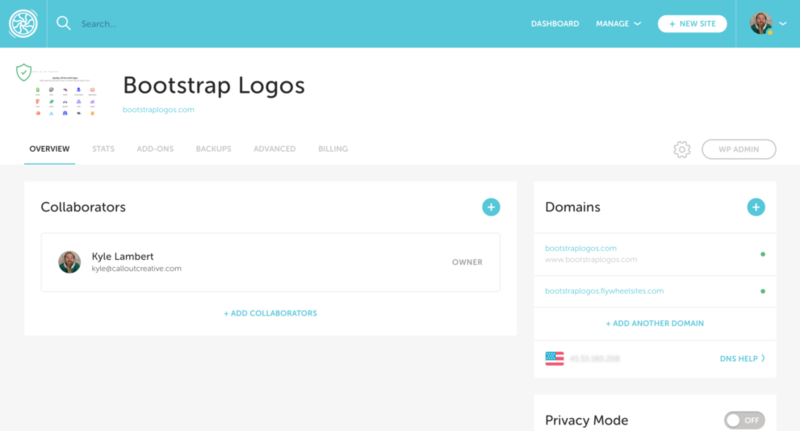 Search...
DASHBOARD
MANAGE
+ NEW SITE
Bootstrap Logos
bootstraplogos.com
OVERVIEW
STATS
ADD-ONS
BACKUPS
ADVANCED
BILLING
WP ADMIN
Collaborators
Kyle Lambert
kyle@calloutcreative.com
OWNER
+ ADD COLLABORATORS
Domains
bootstraplogos.com
www.bootstraplogos.com
bootstraplogos.flywheelsites.com
+ ADD ANOTHER DOMAIN
DNS HELP
Privacy Mode
OFF